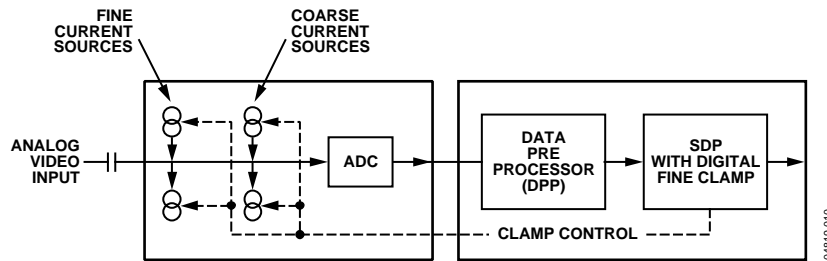 FINE
CURRENT
SOURCES
COARSE
CURRENT
SOURCES
ANALOG
VIDEO
INPUT
ADC
DATA
PRE
PROCESSOR
(DPP)
SDP
WITH DIGITAL
FINE CLAMP
CLAMP CONTROL